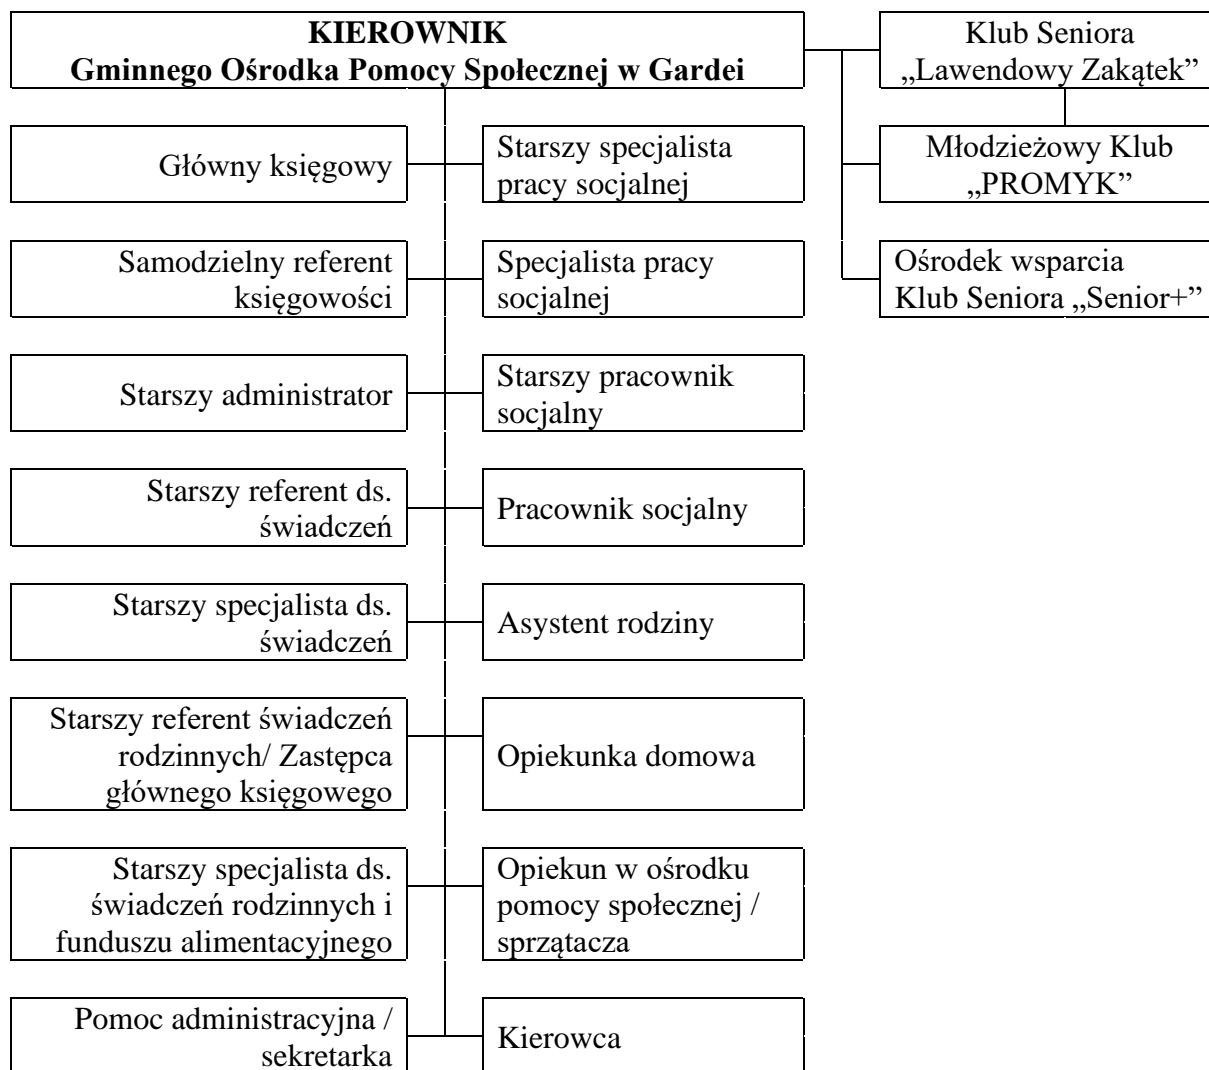 KIEROWNIK
Gminnego Ośrodka Pomocy Społecznej w Gardei
Klub Seniora
„Lawendowy Zakątek”
Główny księgowy
Starszy specjalista
pracy socjalnej
Młodzieżowy Klub
„PROMYK”
Samodzielny referent
księgowości
Specjalista pracy
socjalnej
Ośrodek wsparcia
Klub Seniora „Senior+”
Starszy administrator
Starszy pracownik
socjalny
Starszy referent ds.
świadczeń
Pracownik socjalny
Starszy specjalista ds.
świadczeń
Asystent rodziny
Starszy referent świadczeń
rodzinnych/ Zastępca
głównego księgowego
Opiekunka domowa
Starszy specjalista ds.
świadczeń rodzinnych i
funduszu alimentacyjnego
Opiekun w ośrodku
pomocy społecznej /
sprzątacza
Pomoc administracyjna /
sekretarka
Kierowca